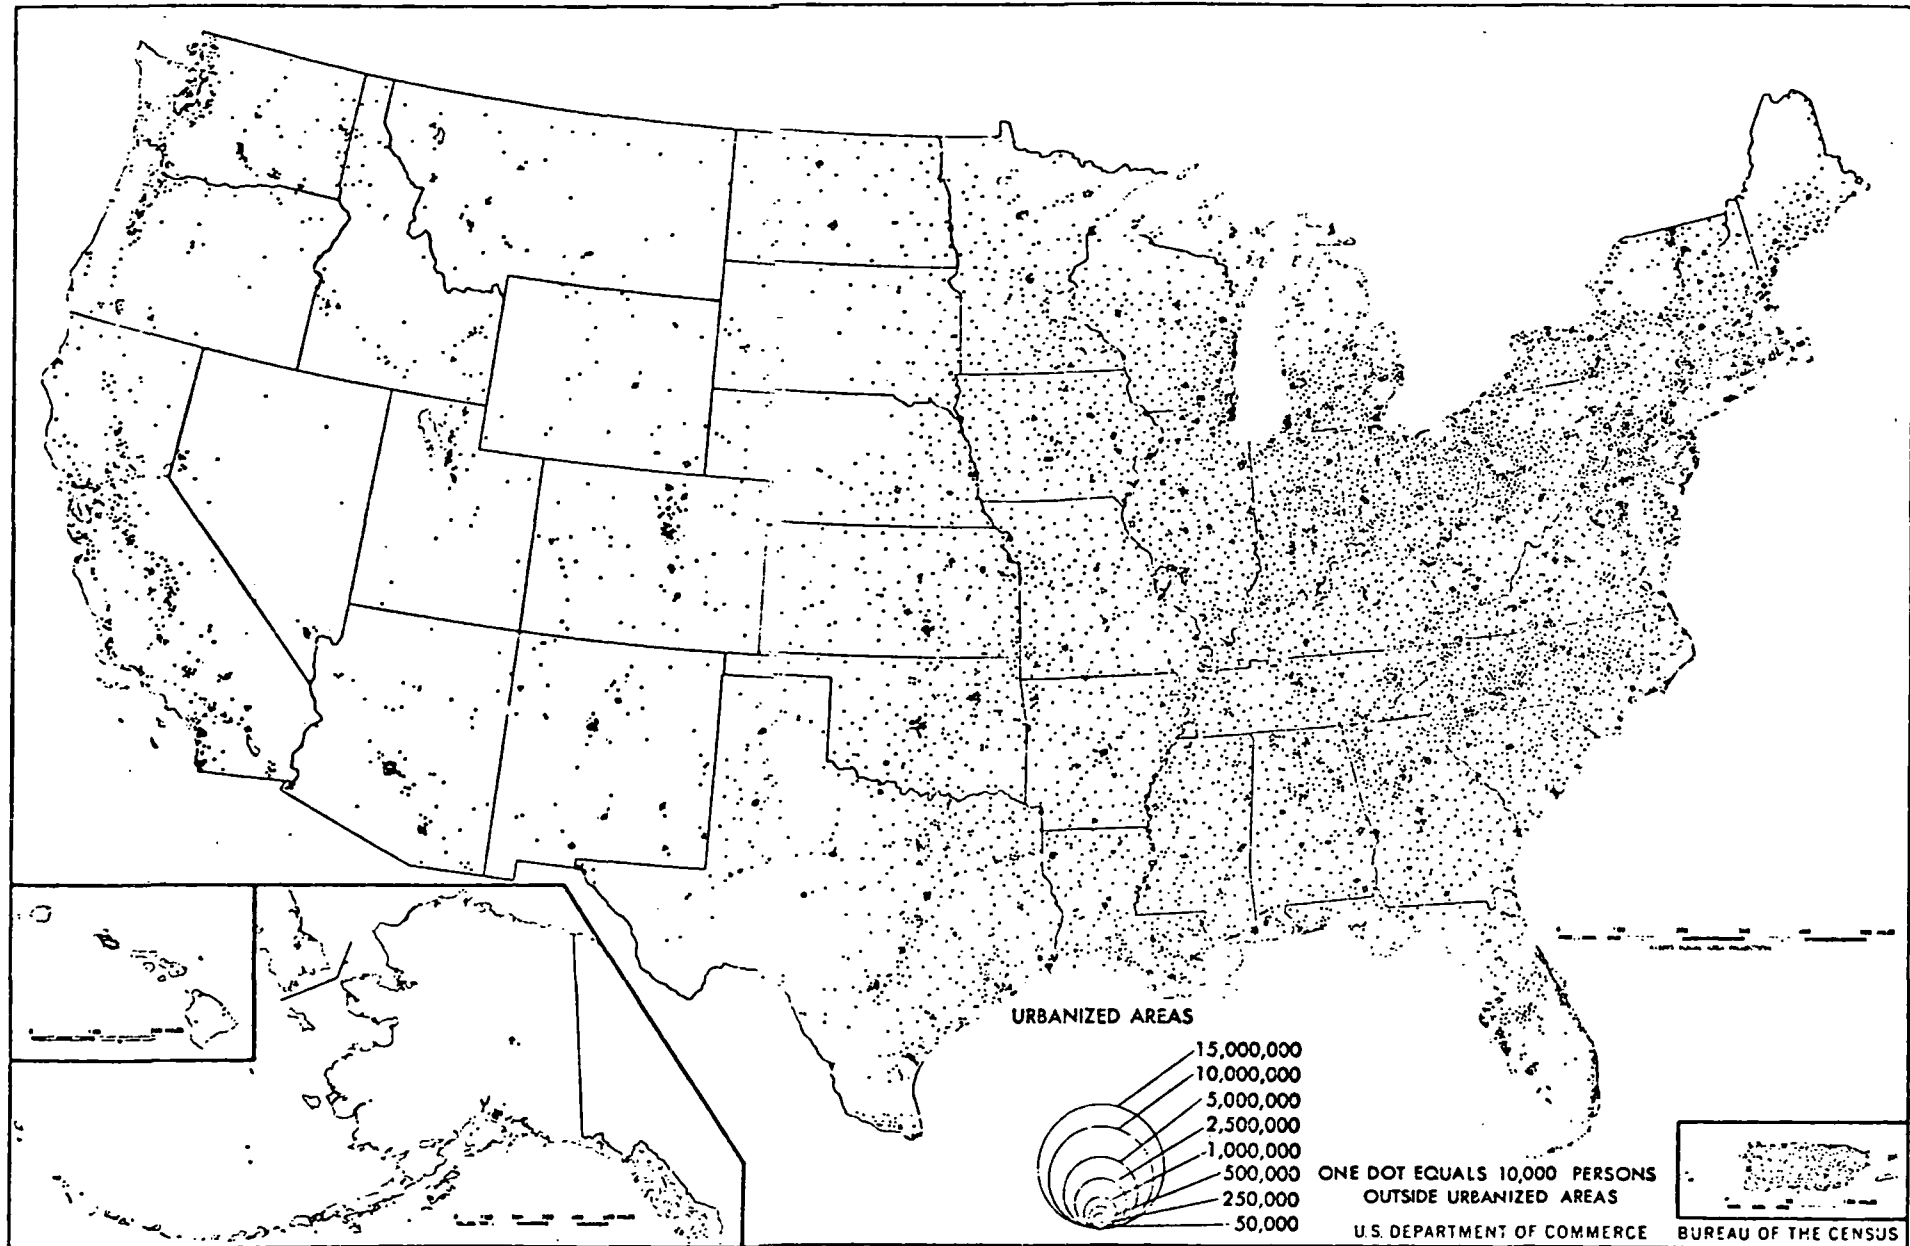 URBANIZED AREAS
15,000,000
10,000,000
5,000,000
2,500,000
1,000,000
500,000
250,000
50,000
ONE DOT EQUALS 10,000 PERSONS
OUTSIDE URBANIZED AREAS
U.S. DEPARTMENT OF COMMERCE
BUREAU OF THE CENSUS